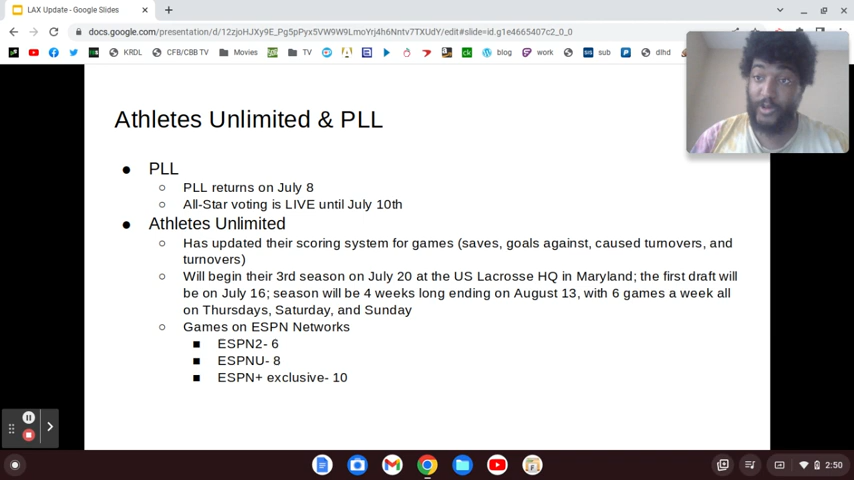 LAX Update - Google Slides
docs.google.com/presentation/d/12zjoHJXy9E_Pg5pPyx5VW9W9LmoYrj4h6Nntv7TXUdY/edit#slide=id.g1e4665407c2_0_0
KRDL CFB/CBB TV Movies TV blog work sub dlhd
Athletes Unlimited & PLL
● PLL
○ PLL returns on July 8
○ All-Star voting is LIVE until July 10th
● Athletes Unlimited
○ Has updated their scoring system for games (saves, goals against, caused turnovers, and
turnovers)
○ Will begin their 3rd season on July 20 at the US Lacrosse HQ in Maryland; the first draft will
be on July 16; season will be 4 weeks long ending on August 13, with 6 games a week all
on Thursdays, Saturday, and Sunday
○ Games on ESPN Networks
■ ESPN2- 6
■ ESPNU- 8
■ ESPN+ exclusive- 10
2:50